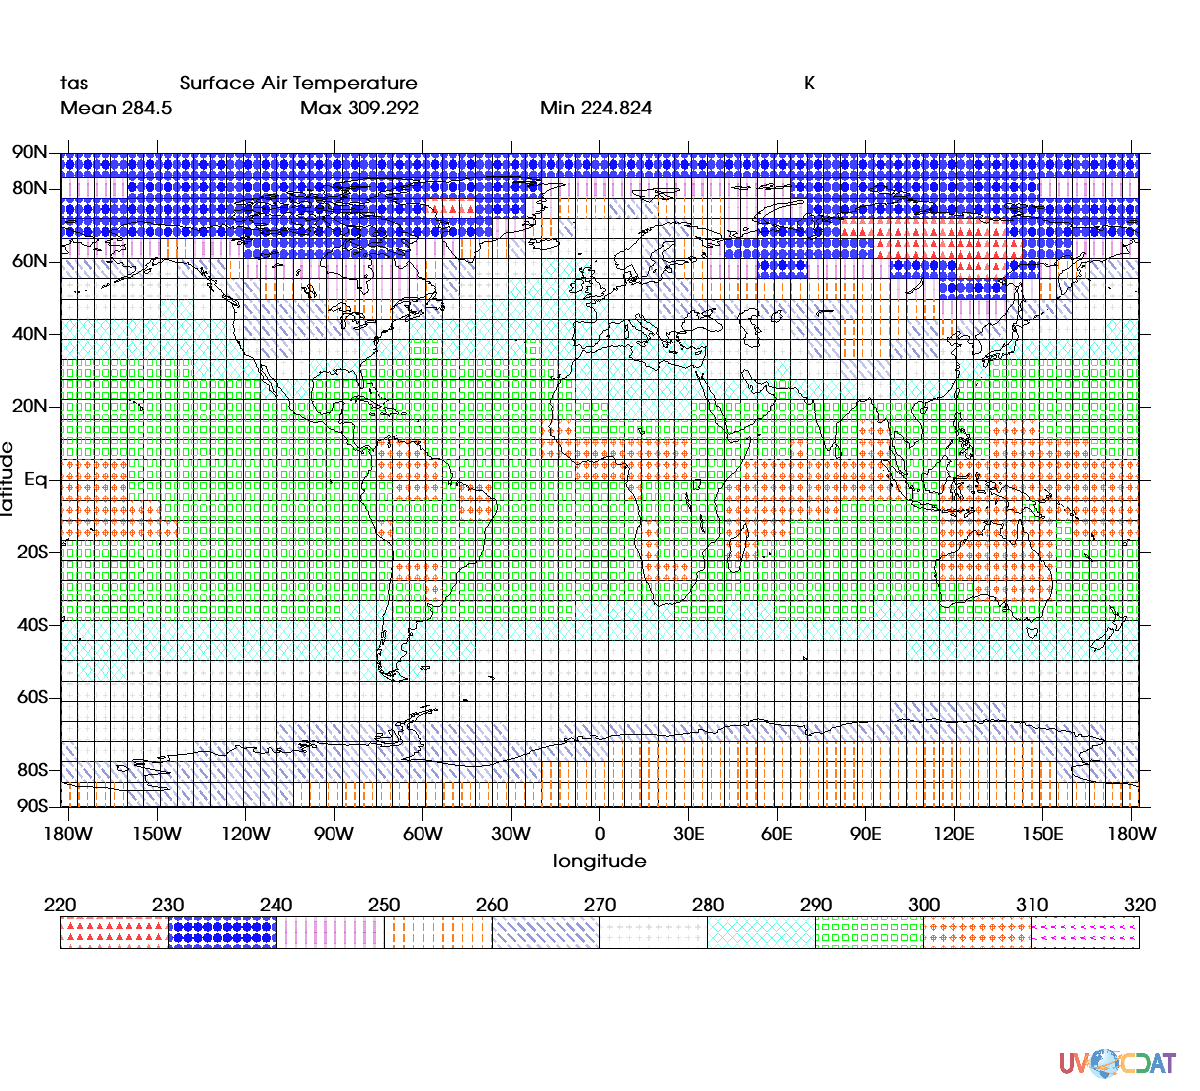 tas Surface Air Temperature K
Mean 284.5 Max 309.292 Min 224.824
90N
80N
60N
40N
20N
Eq
20S
40S
60S
80S
90S
latitude
180W 150W 120W 90W 60W 30W 0 30E 60E 90E 120E 150E 180W
longitude
220 230 240 250 260 270 280 290 300 310 320
UV CDAT